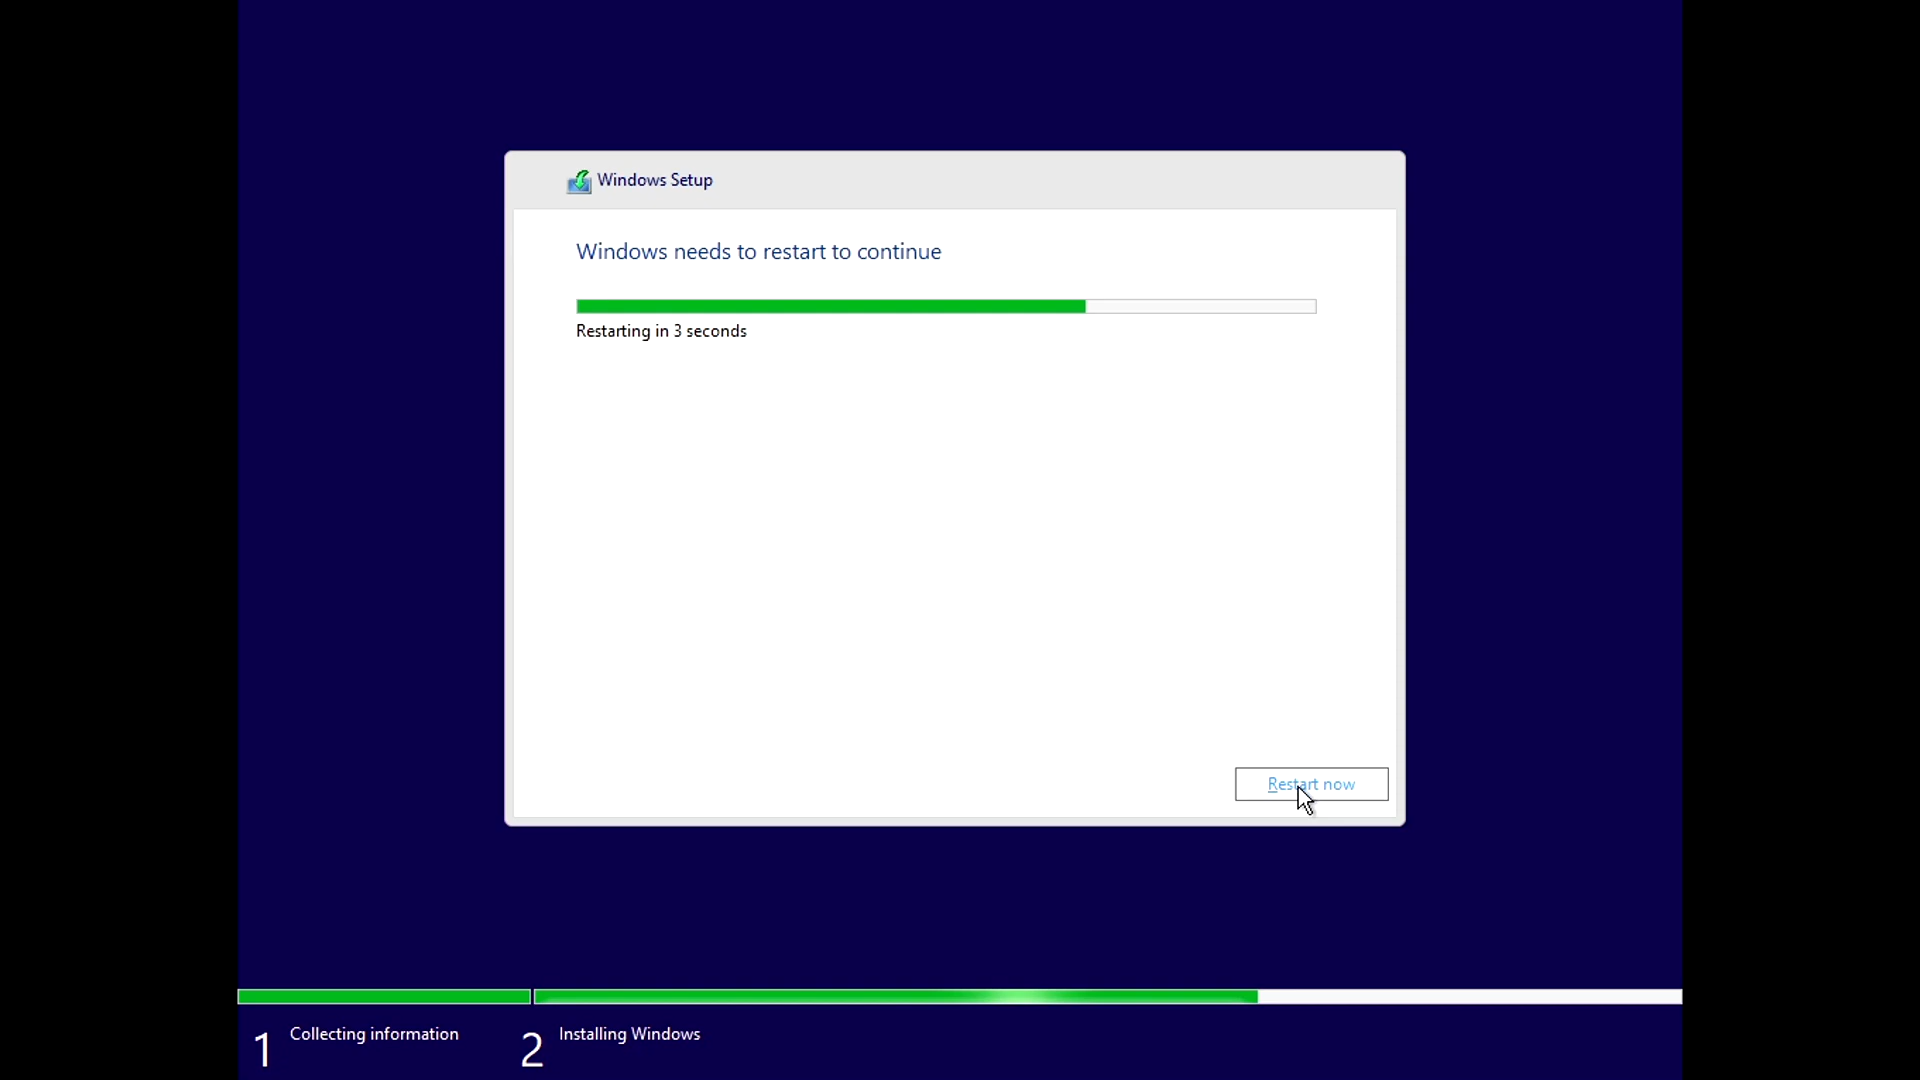 Windows Setup
Windows needs to restart to continue
Restarting in 3 seconds
Restart now
1 Collecting information
2 Installing Windows